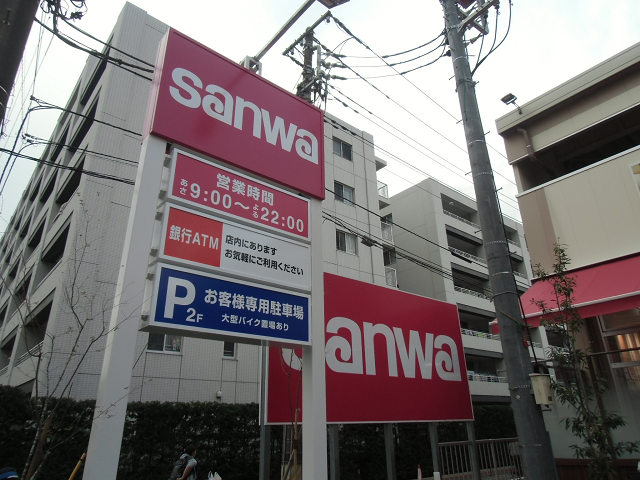 sanwa
営業時間
あさ9:00～よる22:00
銀行ATM
店内にあります
お気軽にご利用ください
P2F
お客様専用駐車場
大型バイク置場あり
sanwa